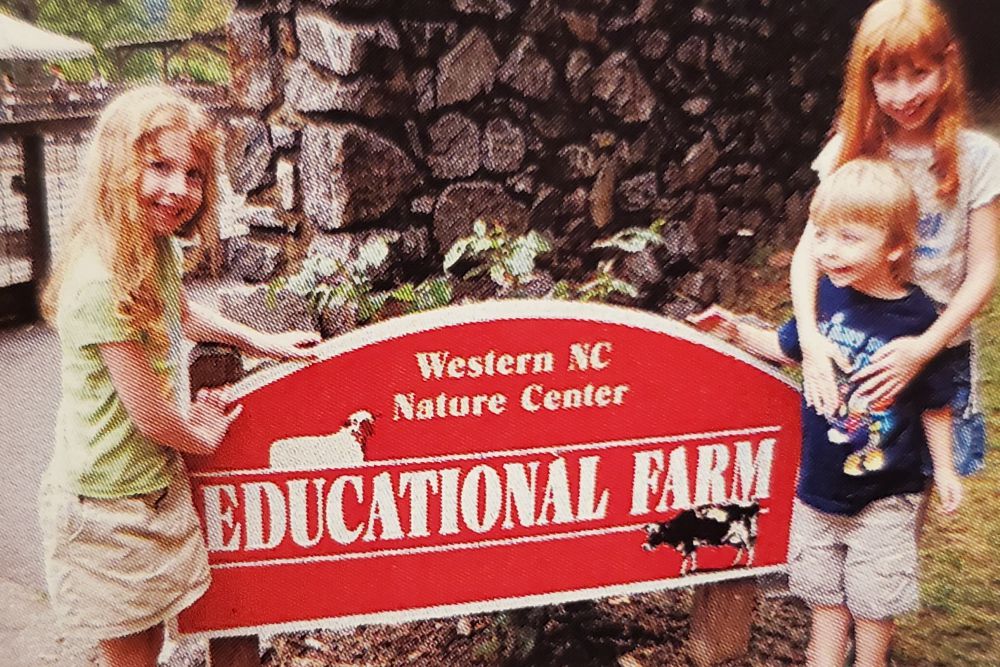 Western NC
Nature Center
EDUCATIONAL FARM